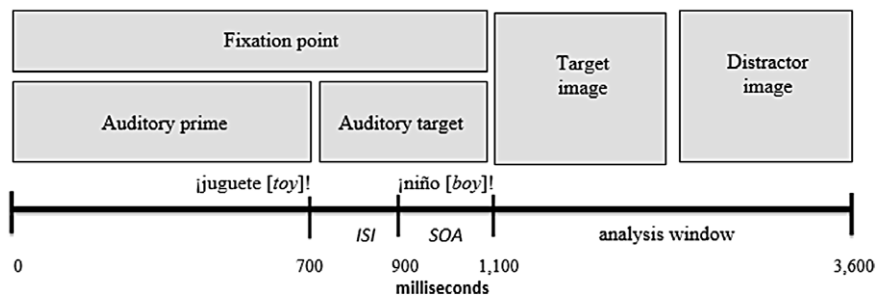 Fixation point
Target
image
Distractor
image
Auditory prime
Auditory target
¡juguete [toy]!
¡niño [boy]!
ISI
SOA
analysis window
0
700
900
1,100
3,600
milliseconds